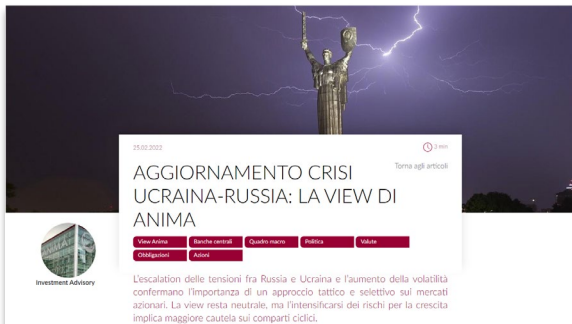 25.02.2022
3 min
Torna agli articoli
AGGIORNAMENTO CRISI
UCRAINA-RUSSIA: LA VIEW DI
ANIMA
View Anima
Banche centrali
Quadro macro
Politica
Valute
Obbligazioni
Azioni
ANIMA
Investment Advisory
L'escalation delle tensioni fra Russia e Ucraina e l'aumento della volatilità
confermano l'importanza di un approccio tattico e selettivo sui mercati
azionari. La view resta neutrale, ma l'intensificarsi dei rischi per la crescita
implica maggiore cautela sui comparti ciclici.